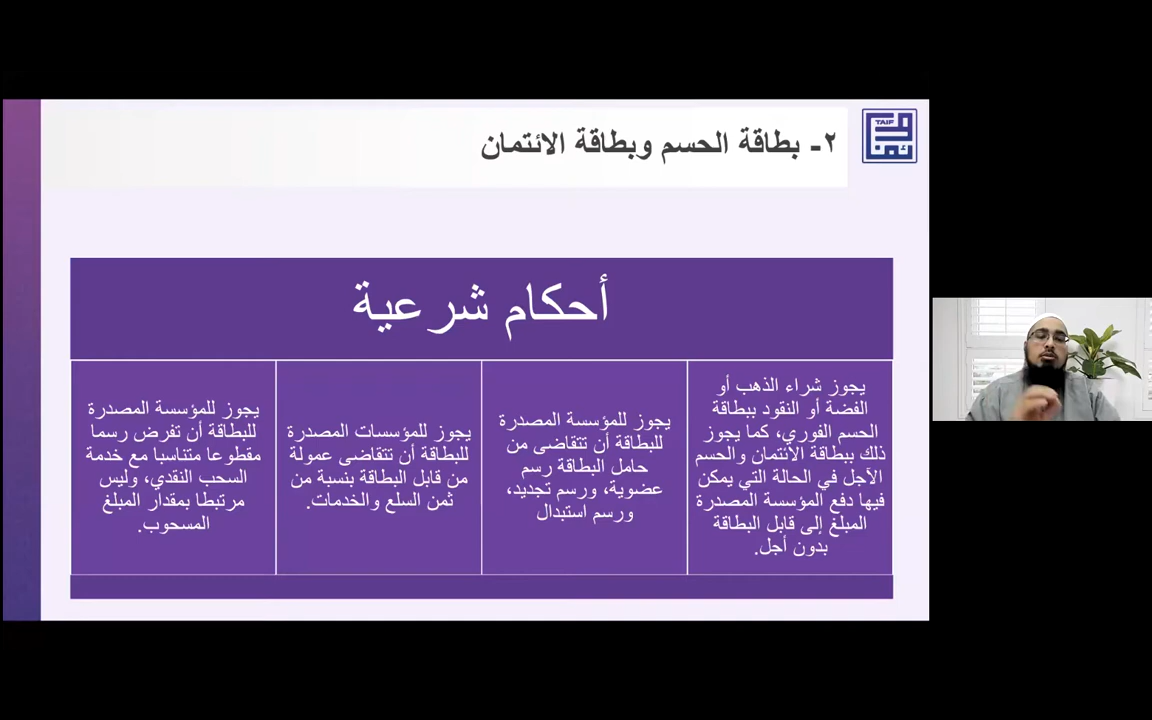 ٢- بطاقة الحسم وبطاقة الائتمان
TAIF
أحكام شرعية
يجوز شراء الذهب أو
الفضة أو النقود ببطاقة
الحسم الفوري، كما يجوز
ذلك ببطاقة الائتمان والحسم
الآجل في الحالة التي يمكن
فيها دفع المؤسسة المصدرة
المبلغ إلى قابل البطاقة
بدون أجل.
يجوز للمؤسسة المصدرة
للبطاقة أن تتقاضى من
حامل البطاقة رسم
عضوية، ورسم تجديد،
ورسم استبدال
يجوز للمؤسسات المصدرة
للبطاقة أن تتقاضى عمولة
من قابل البطاقة بنسبة من
ثمن السلع والخدمات.
يجوز للمؤسسة المصدرة
للبطاقة أن تفرض رسما
مقطوعا متناسبا مع خدمة
السحب النقدي، وليس
مرتبطا بمقدار المبلغ
المسحوب.